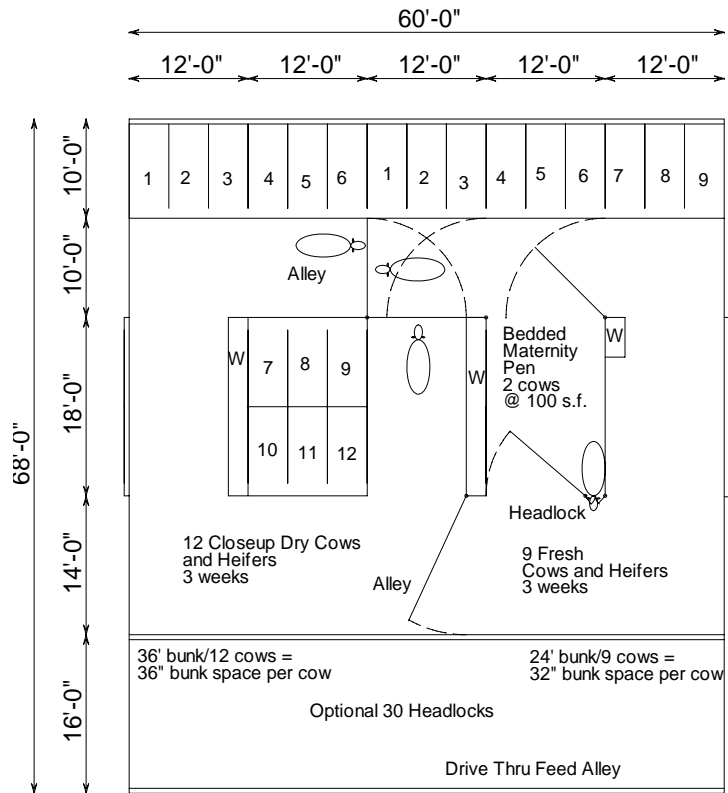 60'-0"
12'-0" 12'-0" 12'-0" 12'-0" 12'-0"
68'-0"
10'-0"
10'-0"
18'-0"
14'-0"
16'-0"
1 2 3 4 5 6 1 2 3 4 5 6 7 8 9
Alley
W 7 8 9
10 11 12
W
Bedded
Maternity
Pen
2 cows
@ 100 s.f.
W
Headlock
12 Closeup Dry Cows
and Heifers
3 weeks
Alley
9 Fresh
Cows and Heifers
3 weeks
36' bunk/12 cows =
36" bunk space per cow
24' bunk/9 cows =
32" bunk space per cow
Optional 30 Headlocks
Drive Thru Feed Alley